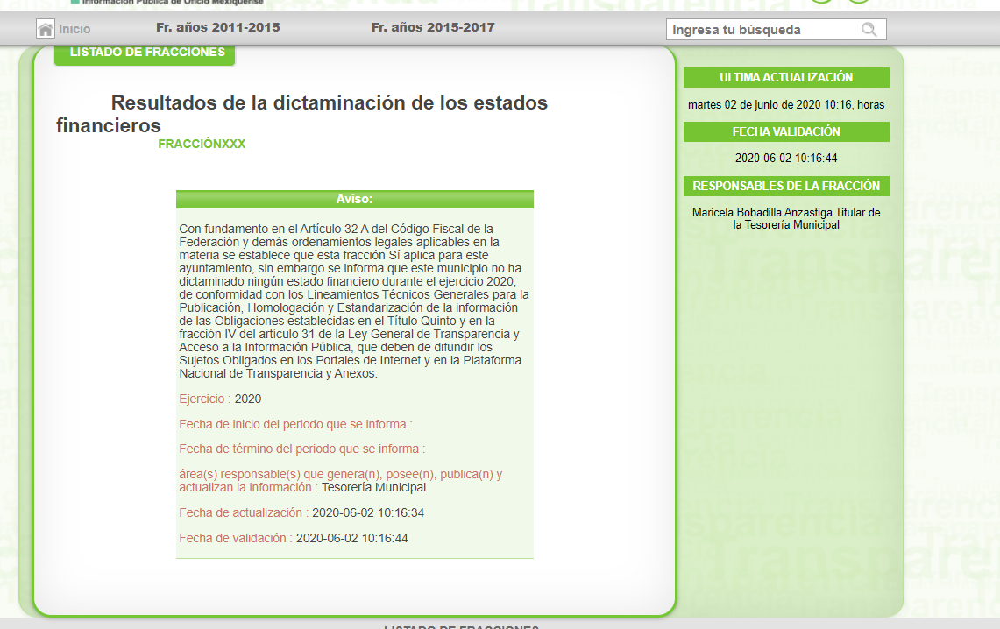 Información Pública de Oficio Mexiquense
Inicio
Fr. años 2011-2015
Fr. años 2015-2017
Ingresa tu búsqueda
LISTADO DE FRACCIONES
Resultados de la dictaminación de los estados
financieros
FRACCIÓNXXX
Aviso:
Con fundamento en el Artículo 32 A del Código Fiscal de la
Federación y demás ordenamientos legales aplicables en la
materia se establece que esta fracción Sí aplica para este
ayuntamiento, sin embargo se informa que este municipio no ha
dictaminado ningún estado financiero durante el ejercicio 2020;
de conformidad con los Lineamientos Técnicos Generales para la
Publicación, Homologación y Estandarización de la información
de las Obligaciones establecidas en el Título Quinto y en la
fracción IV del artículo 31 de la Ley General de Transparencia y
Acceso a la Información Pública, que deben de difundir los
Sujetos Obligados en los Portales de Internet y en la Plataforma
Nacional de Transparencia y Anexos.
Ejercicio : 2020
Fecha de inicio del periodo que se informa :
Fecha de término del periodo que se informa :
área(s) responsable(s) que genera(n), posee(n), publica(n) y
actualizan la información : Tesorería Municipal
Fecha de actualización : 2020-06-02 10:16:34
Fecha de validación : 2020-06-02 10:16:44
ULTIMA ACTUALIZACIÓN
martes 02 de junio de 2020 10:16, horas
FECHA VALIDACIÓN
2020-06-02 10:16:44
RESPONSABLES DE LA FRACCIÓN
Maricela Bobadilla Anzastiga Titular de
la Tesorería Municipal
LISTADO DE FRACCIONES